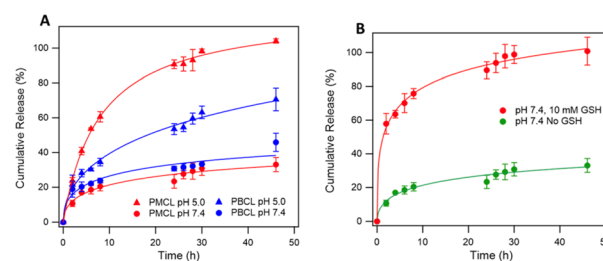 A
Cumulative Release (%)
100
80
60
40
20
0
PMCL pH 5.0
PBCL pH 5.0
PMCL pH 7.4
PBCL pH 7.4
0 10 20 30 40 50
Time (h)
B
Cumulative Release (%)
120
100
80
60
40
20
0
pH 7.4, 10 mM GSH
pH 7.4 No GSH
0 10 20 30 40
Time (h)